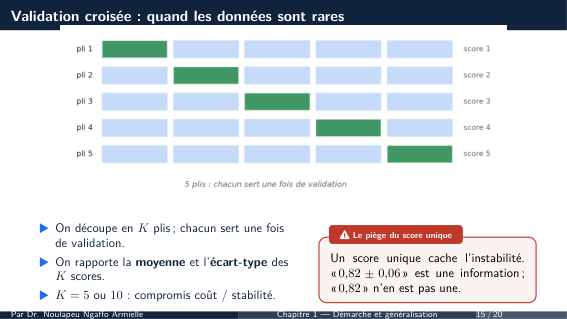 Validation croisée : quand les données sont rares
pli 1 score 1
pli 2 score 2
pli 3 score 3
pli 4 score 4
pli 5 score 5
5 plis : chacun sert une fois de validation
On découpe en K plis ; chacun sert une fois
de validation.
On rapporte la moyenne et l'écart-type des
K scores.
K = 5 ou 10 : compromis coût / stabilité.
Le piège du score unique
Un score unique cache l'instabilité.
« 0,82 ± 0,06 » est une information ;
« 0,82 » n'en est pas une.
Par Dr. Noulapeu Ngaffo Armielle Chapitre 1 — Démarche et généralisation 15 / 20